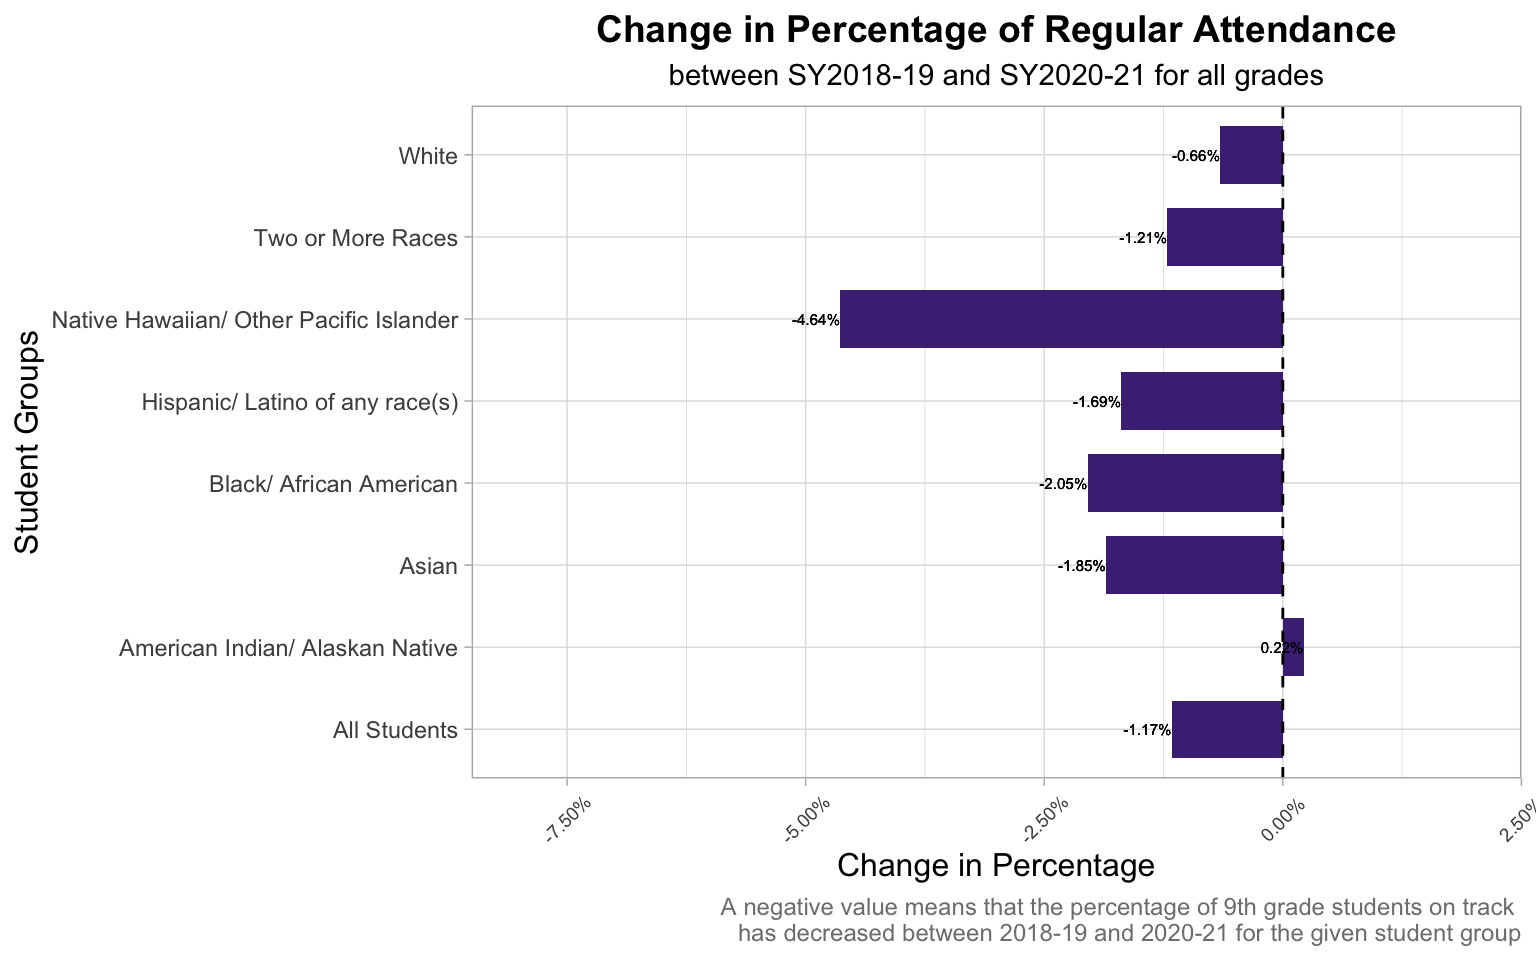 Change in Percentage of Regular Attendance
between SY2018-19 and SY2020-21 for all grades
Student Groups
White
-0.66%
Two or More Races
-1.21%
Native Hawaiian/ Other Pacific Islander
-4.64%
Hispanic/ Latino of any race(s)
-1.69%
Black/ African American
-2.05%
Asian
-1.85%
American Indian/ Alaskan Native
0.22%
All Students
-1.17%
-7.50%
-5.00%
-2.50%
0.00%
2.50%
Change in Percentage
A negative value means that the percentage of 9th grade students on track
has decreased between 2018-19 and 2020-21 for the given student group